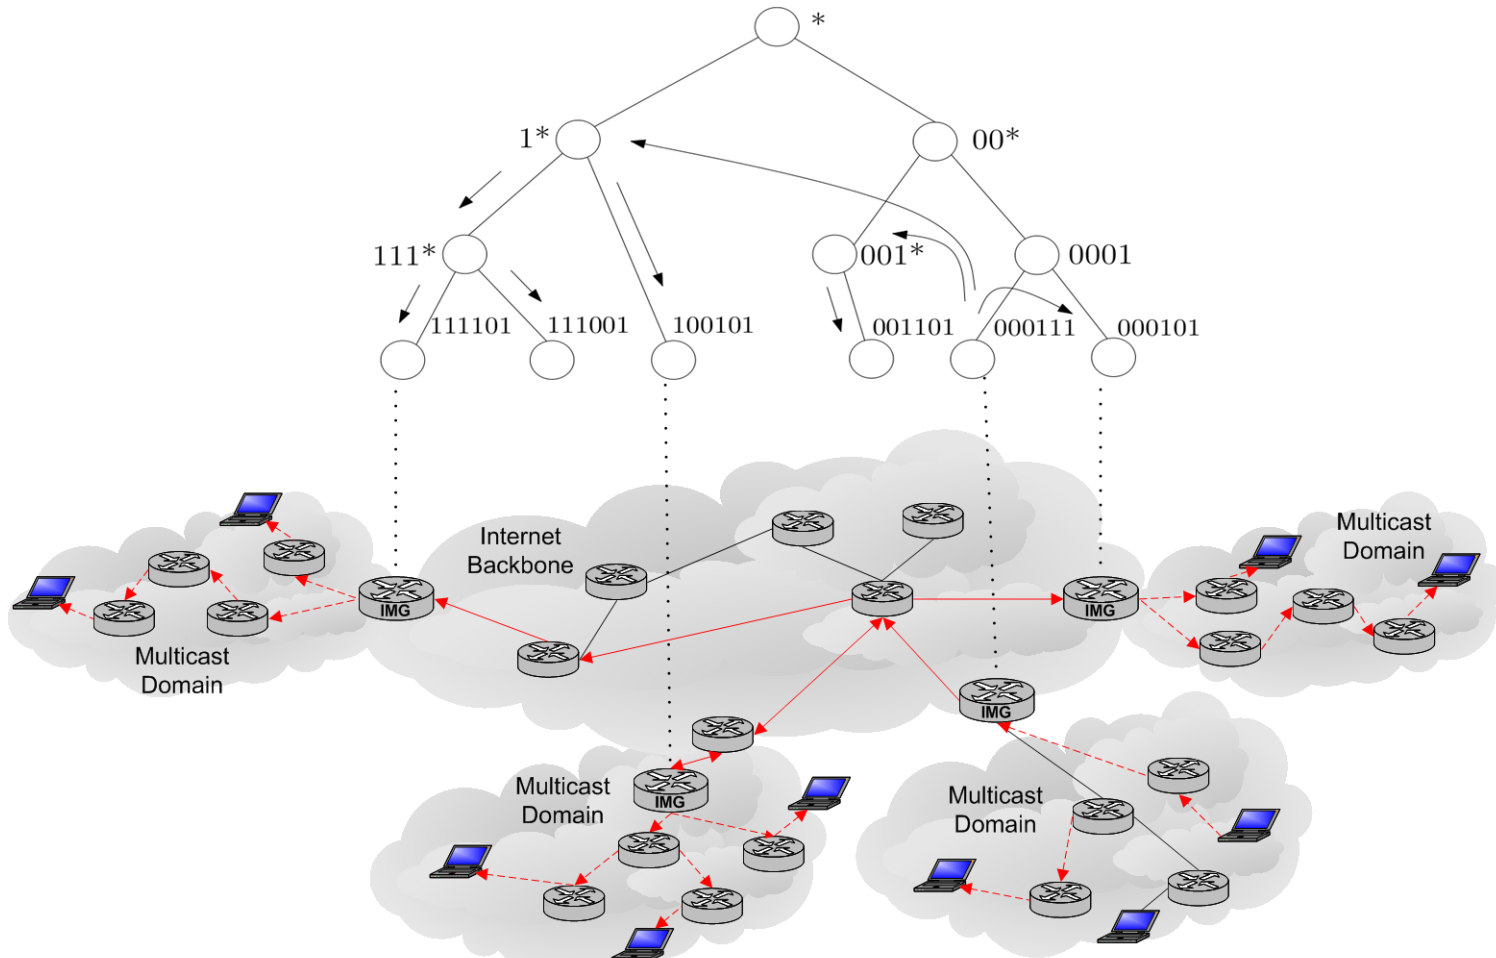 *
1*
00*
111*
001*
0001
111101
111001
100101
001101
000111
000101
Internet
Backbone
Multicast
Domain
IMG
IMG
Multicast
Domain
IMG
Multicast
Domain
IMG
Multicast
Domain